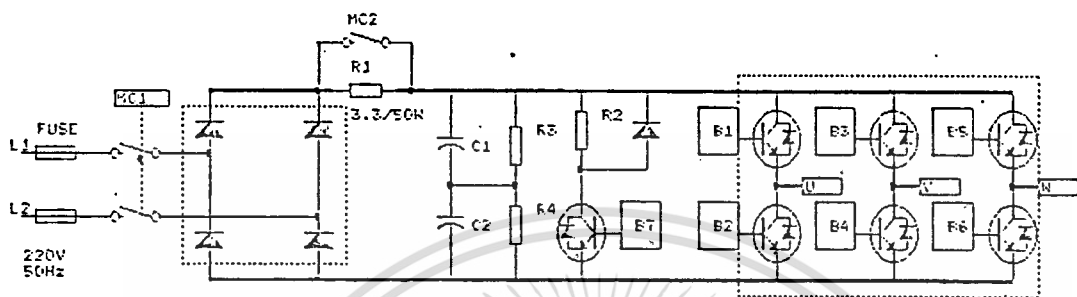 MC2
R1
MC1
3.3/50W
FUSE
L1
L2
220V
50Hz
C1
C2
R3
R2
R4
B7
B1
B3
B5
U
V
W
B2
B4
B6